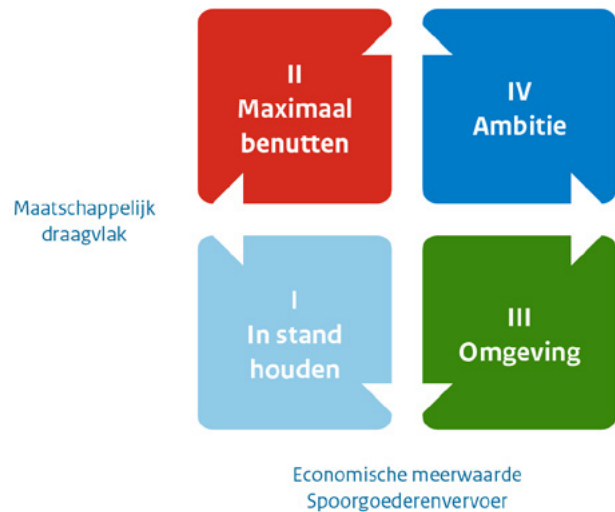 II
Maximaal
benutten
IV
Ambitie
Maatschappelijk
draagvlak
I
In stand
houden
III
Omgeving
Economische meerwaarde
Spoorgoederenvervoer